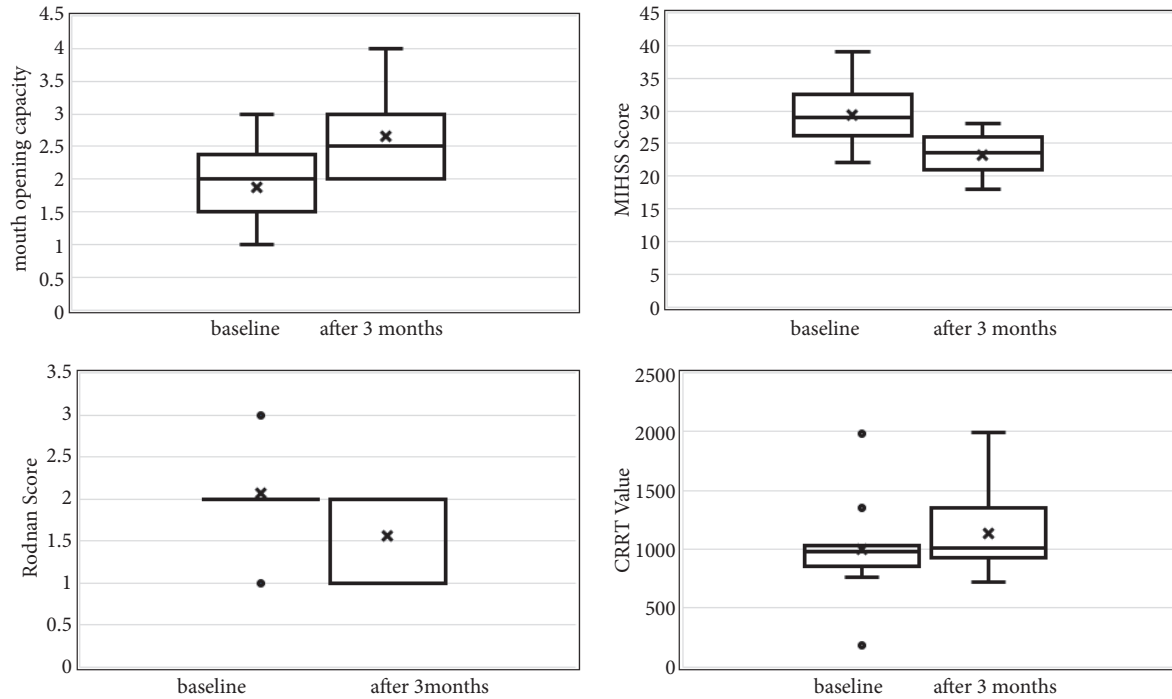 mouth opening capacity
4.5
4
3.5
3
2.5
2
1.5
1
0.5
0
baseline
after 3 months
MIHSS Score
45
40
35
30
25
20
15
10
5
0
baseline
after 3 months
Rodnan Score
3.5
3
2.5
2
1.5
1
0.5
0
baseline
after 3months
CRRT Value
2500
2000
1500
1000
500
0
baseline
after 3 months